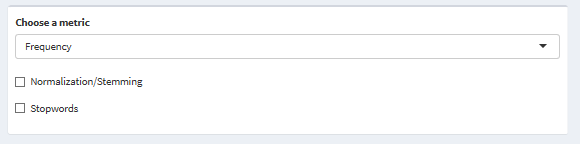 Choose a metric
Frequency
Normalization/Stemming
Stopwords